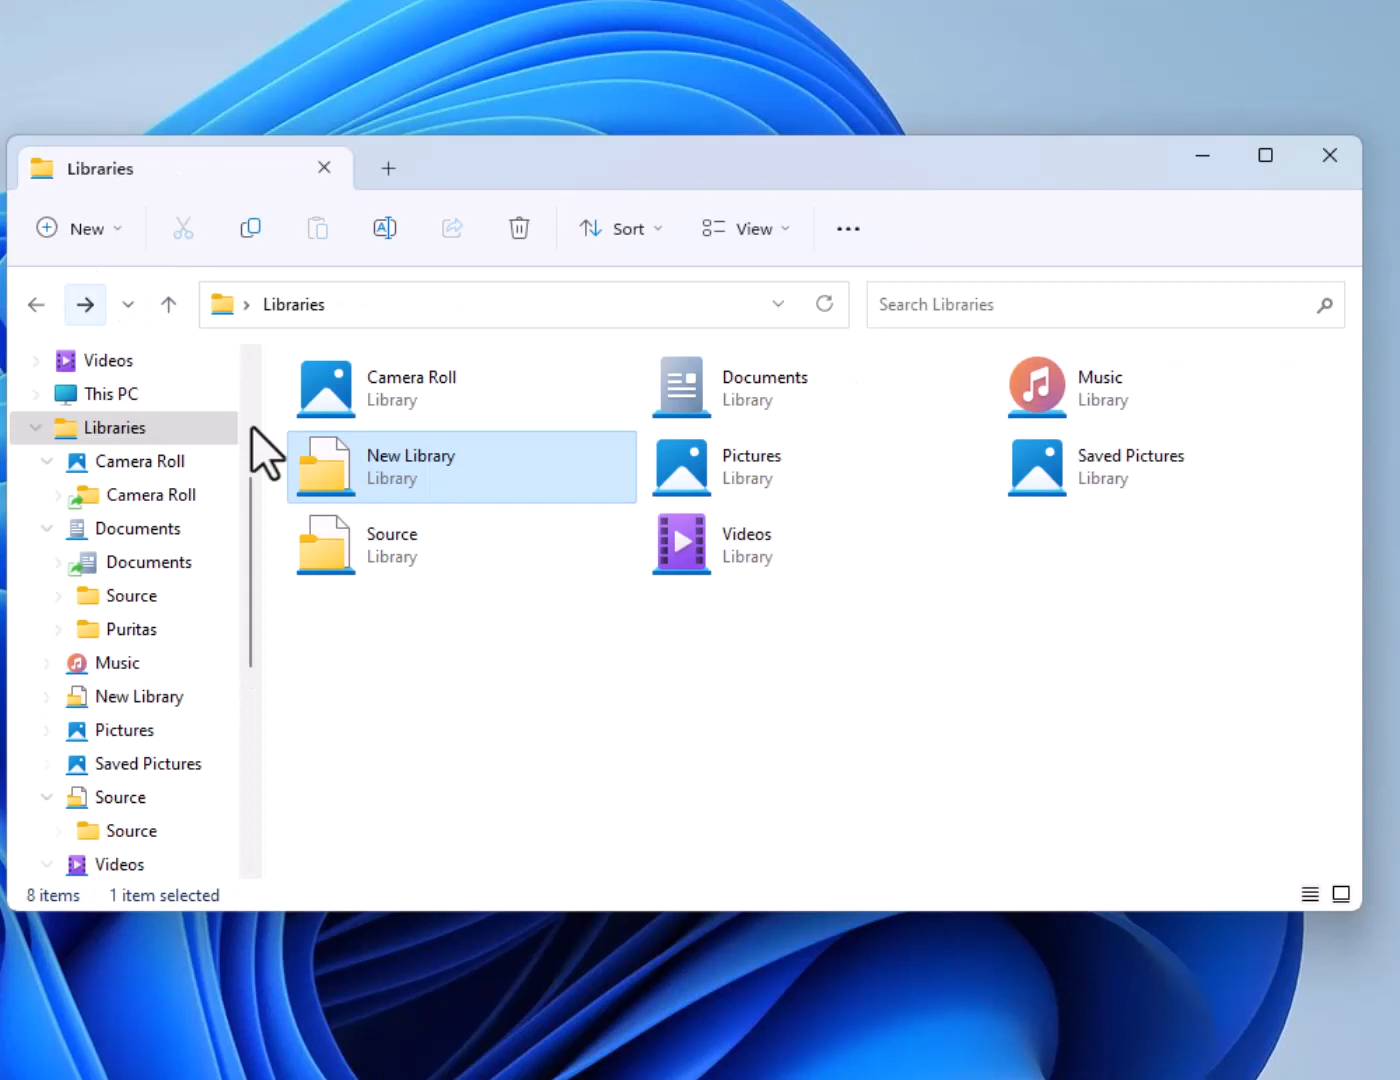 Libraries
New
Sort
View
Libraries
Search Libraries
Videos
This PC
Libraries
Camera Roll
Camera Roll
Documents
Documents
Source
Puritas
Music
New Library
Pictures
Saved Pictures
Source
Source
Videos
Camera Roll
Library
Documents
Library
Music
Library
New Library
Library
Pictures
Library
Saved Pictures
Library
Source
Library
Videos
Library
8 items 1 item selected